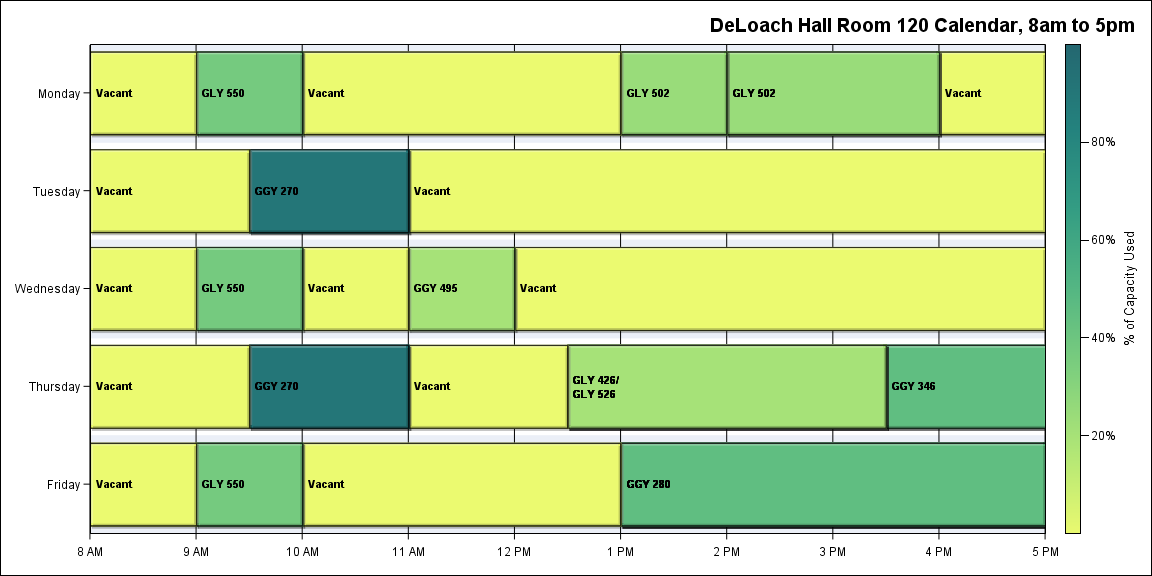 DeLoach Hall Room 120 Calendar, 8am to 5pm
Monday
Vacant
GLY 550
Vacant
GLY 502
GLY 502
Vacant
Tuesday
Vacant
GGY 270
Vacant
Wednesday
Vacant
GLY 550
Vacant
GGY 495
Vacant
Thursday
Vacant
GGY 270
Vacant
GLY 426/
GLY 526
GGY 346
Friday
Vacant
GLY 550
Vacant
GGY 280
8 AM
9 AM
10 AM
11 AM
12 PM
1 PM
2 PM
3 PM
4 PM
5 PM
80%
60%
40%
20%
% of Capacity Used